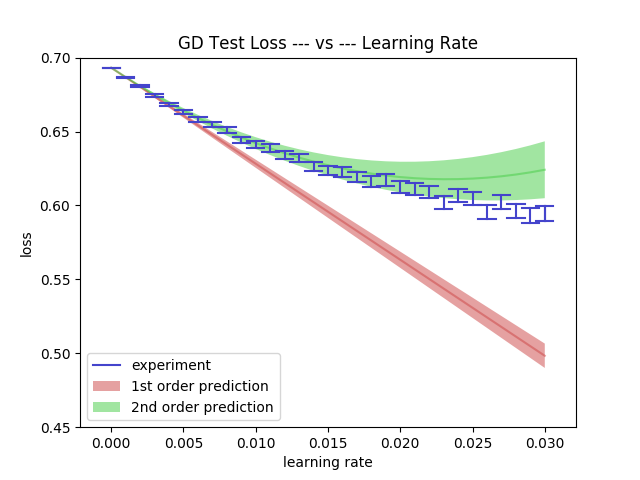 GD Test Loss --- vs --- Learning Rate
0.70
0.65
0.60
0.55
0.50
0.45
loss
experiment
1st order prediction
2nd order prediction
0.000 0.005 0.010 0.015 0.020 0.025 0.030
learning rate